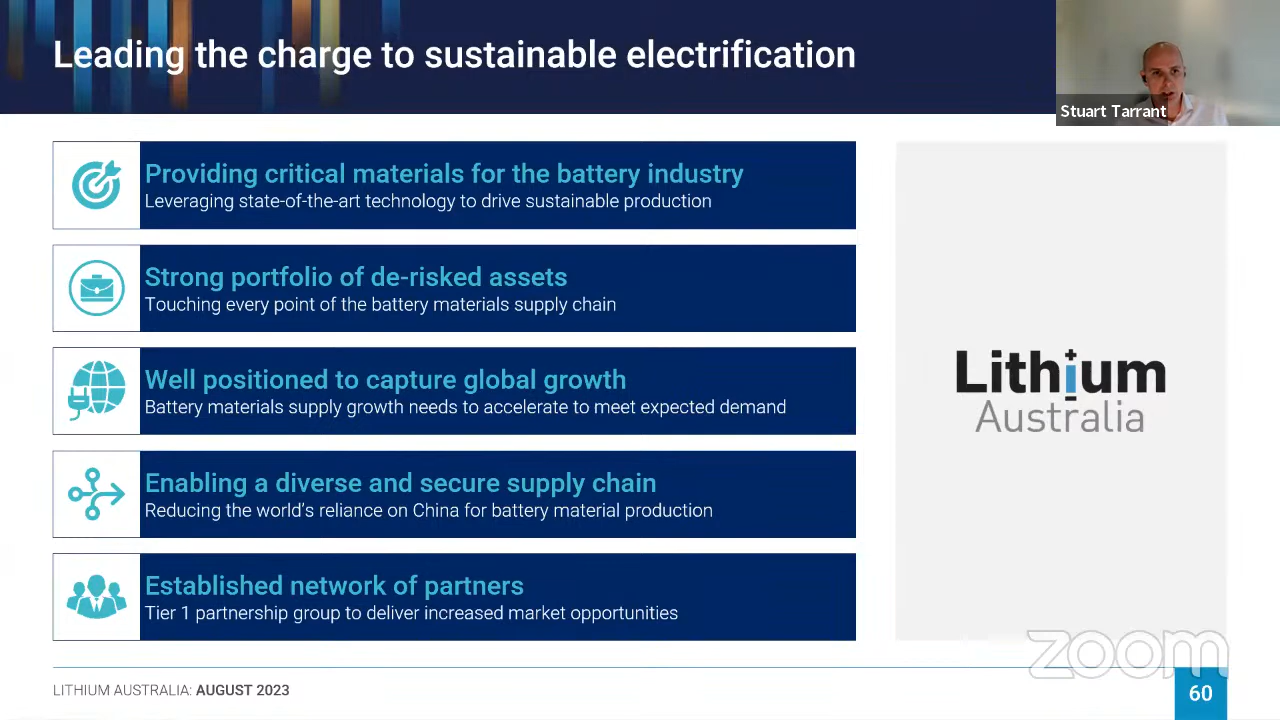 Leading the charge to sustainable electrification
Stuart Tarrant
Providing critical materials for the battery industry
Leveraging state-of-the-art technology to drive sustainable production
Strong portfolio of de-risked assets
Touching every point of the battery materials supply chain
Well positioned to capture global growth
Battery materials supply growth needs to accelerate to meet expected demand
Enabling a diverse and secure supply chain
Reducing the world's reliance on China for battery material production
Established network of partners
Tier 1 partnership group to deliver increased market opportunities
Lithium
Australia
zoom
LITHIUM AUSTRALIA: AUGUST 2023
60